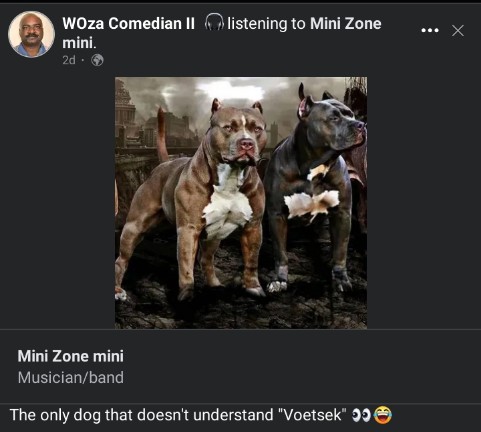 WOza Comedian II 🎧 listening to Mini Zone
mini.
2d ·
Mini Zone mini
Musician/band
The only dog that doesn't understand "Voetsek" 👀😂